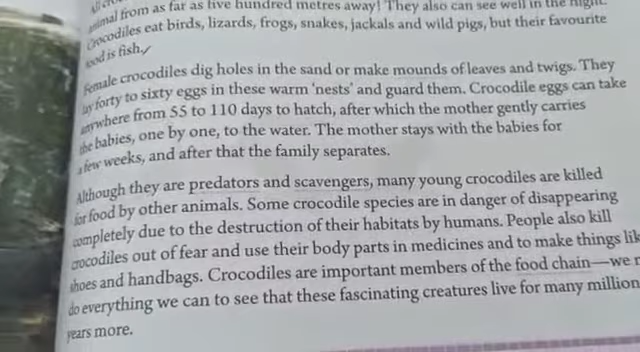 animal from as far as five hundred metres away! They also can see well in the night.
Crocodiles eat birds, lizards, frogs, snakes, jackals and wild pigs, but their favourite
food is fish.
Female crocodiles dig holes in the sand or make mounds of leaves and twigs. They
lay forty to sixty eggs in these warm ‘nests’ and guard them. Crocodile eggs can take
anywhere from 55 to 110 days to hatch, after which the mother gently carries
the babies, one by one, to the water. The mother stays with the babies for
a few weeks, and after that the family separates.
Although they are predators and scavengers, many young crocodiles are killed
for food by other animals. Some crocodile species are in danger of disappearing
completely due to the destruction of their habitats by humans. People also kill
crocodiles out of fear and use their body parts in medicines and to make things lik
shoes and handbags. Crocodiles are important members of the food chain—we
do everything we can to see that these fascinating creatures live for many million
years more.